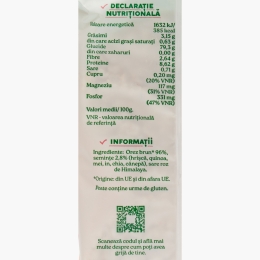 DECLARAȚIE
NUTRIȚIONALĂ
Valoare energetică 1632 kJ/
385 kcal
Grăsimi 3,15 g
din care acizi grași saturați 0,63 g
Glucide 79,3 g
din care zaharuri 0,00 g
Fibre 2,64 g
Proteine 8,62 g
Sare 0,71 g
Cupru 0,20 mg
(20% VNR)
Magneziu 117 mg
(31% VNR)
Fosfor 331 mg
(47% VNR)
Valori medii/ 100g.
VNR - valoarea nutrițională
de referință
INFORMAȚII
Ingrediente: Orez brun* 96%,
semințe 2,8% (hrișcă, quinoa,
mei, in, chia, cânepă), sare roz
de Himalaya.
*Origine: din UE și din afara UE.
Poate conține urme de gluten.
Scanează codul și află mai
multe despre cum poți avea
grijă de tine.